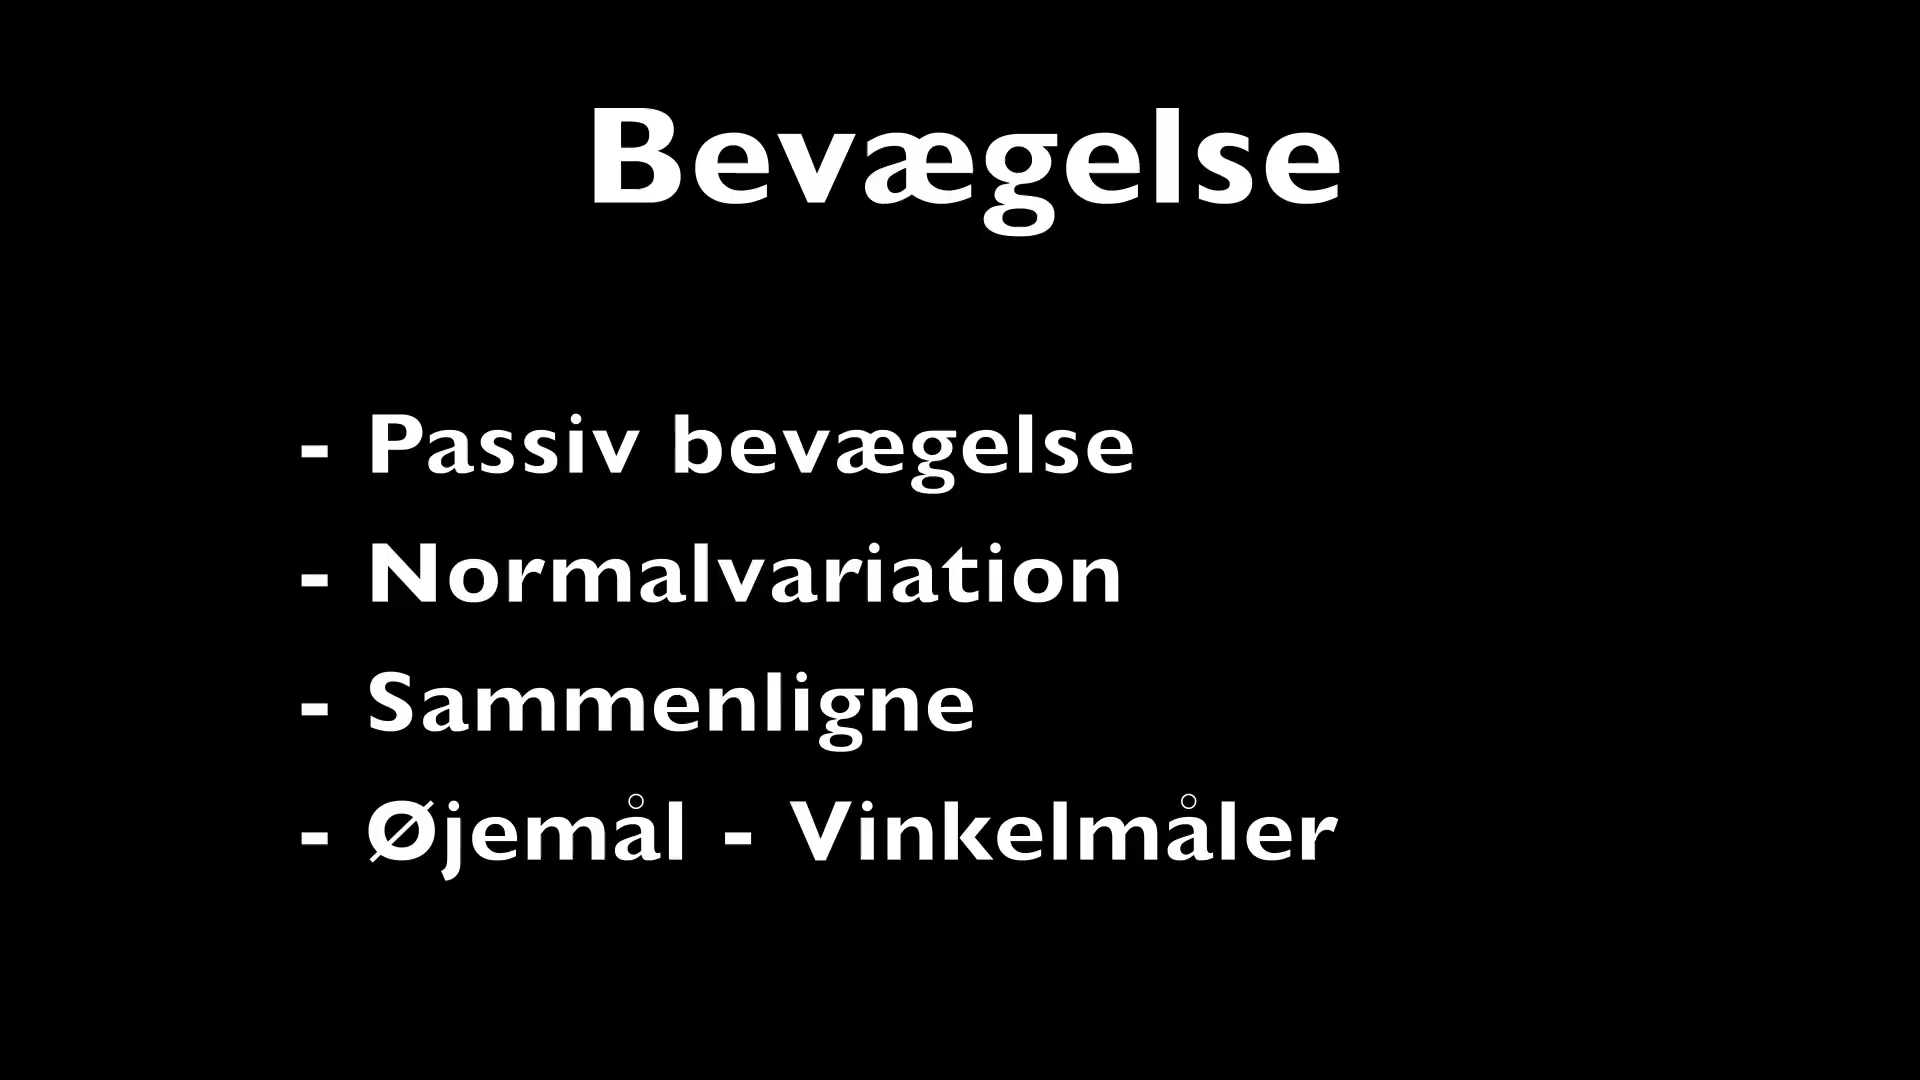 Bevægelse
- Passiv bevægelse
- Normalvariation
- Sammenligne
- Øjemål - Vinkelmåler